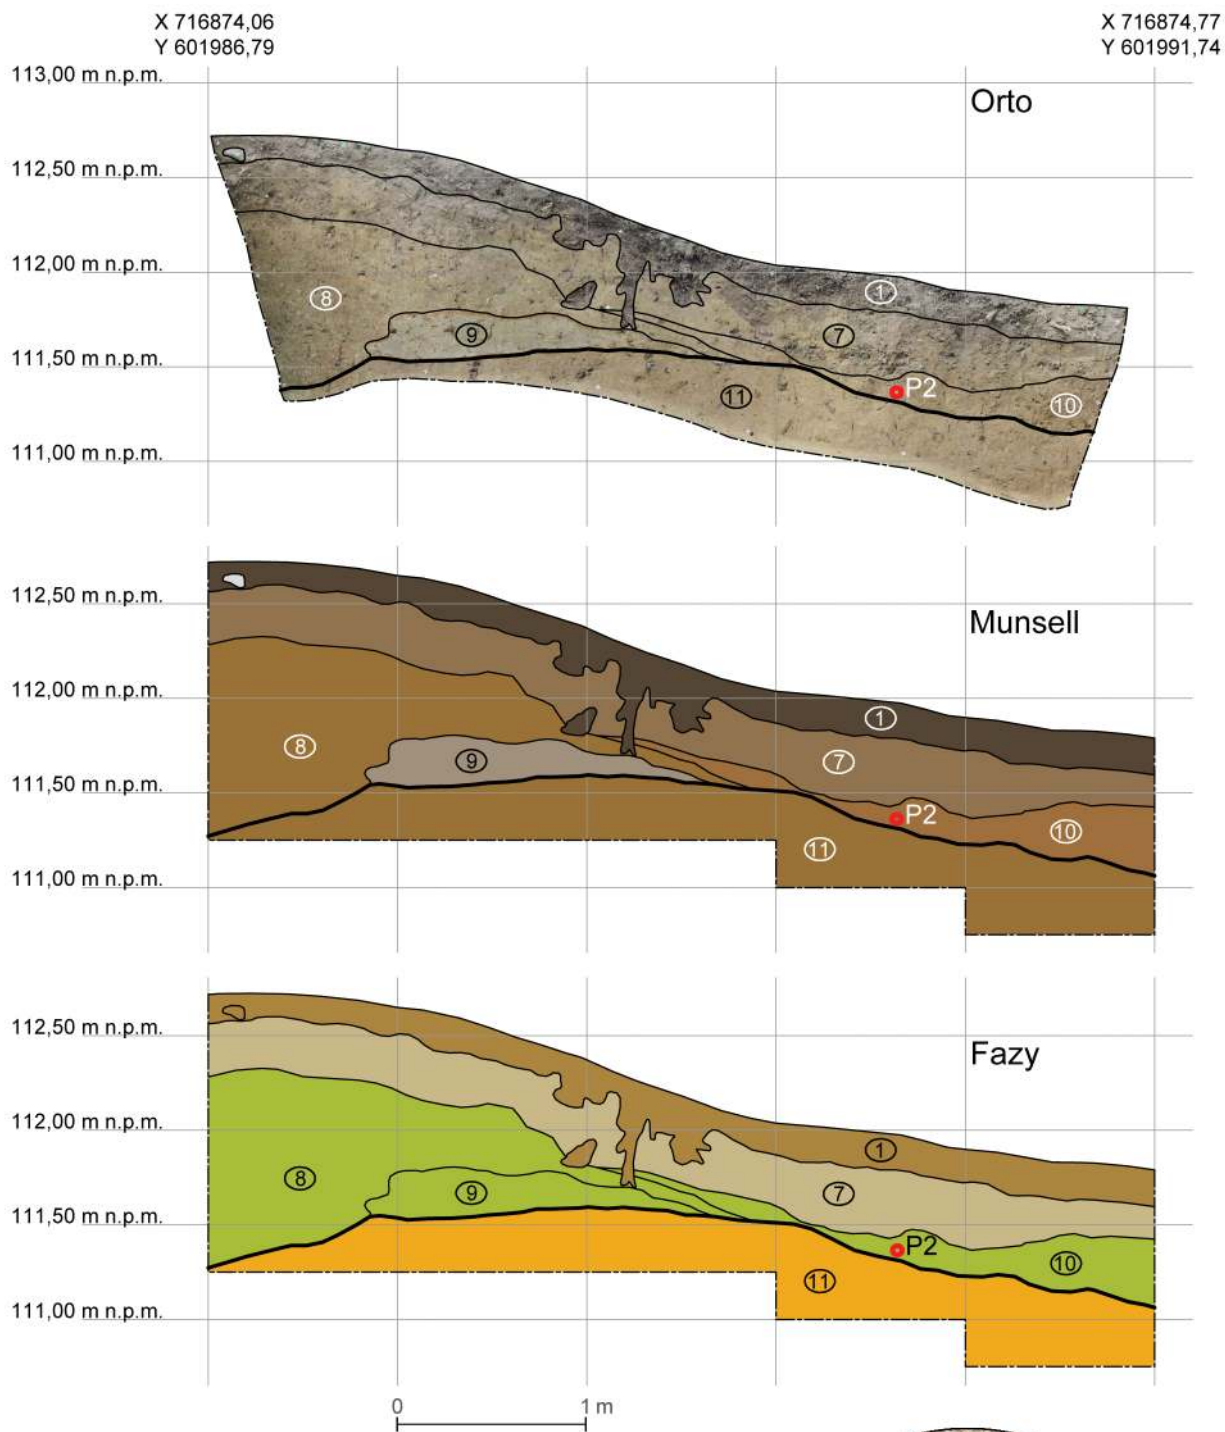 X 716874,06
Y 601986,79
X 716874,77
Y 601991,74
113,00 m n.p.m.
Orto
112,50 m n.p.m.
112,00 m n.p.m.
8
1
9
7
111,50 m n.p.m.
11
P2
10
111,00 m n.p.m.
112,50 m n.p.m.
Munsell
112,00 m n.p.m.
1
8
9
7
111,50 m n.p.m.
P2
10
11
111,00 m n.p.m.
112,50 m n.p.m.
Fazy
112,00 m n.p.m.
1
8
9
7
111,50 m n.p.m.
P2
10
11
111,00 m n.p.m.
0 1 m